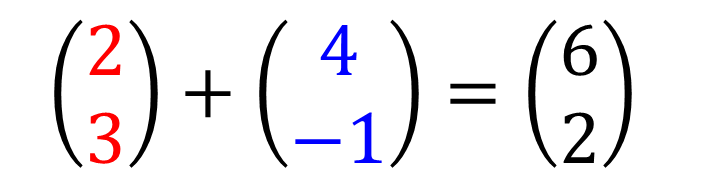 (2 3) + (4 −1) = (6 2)